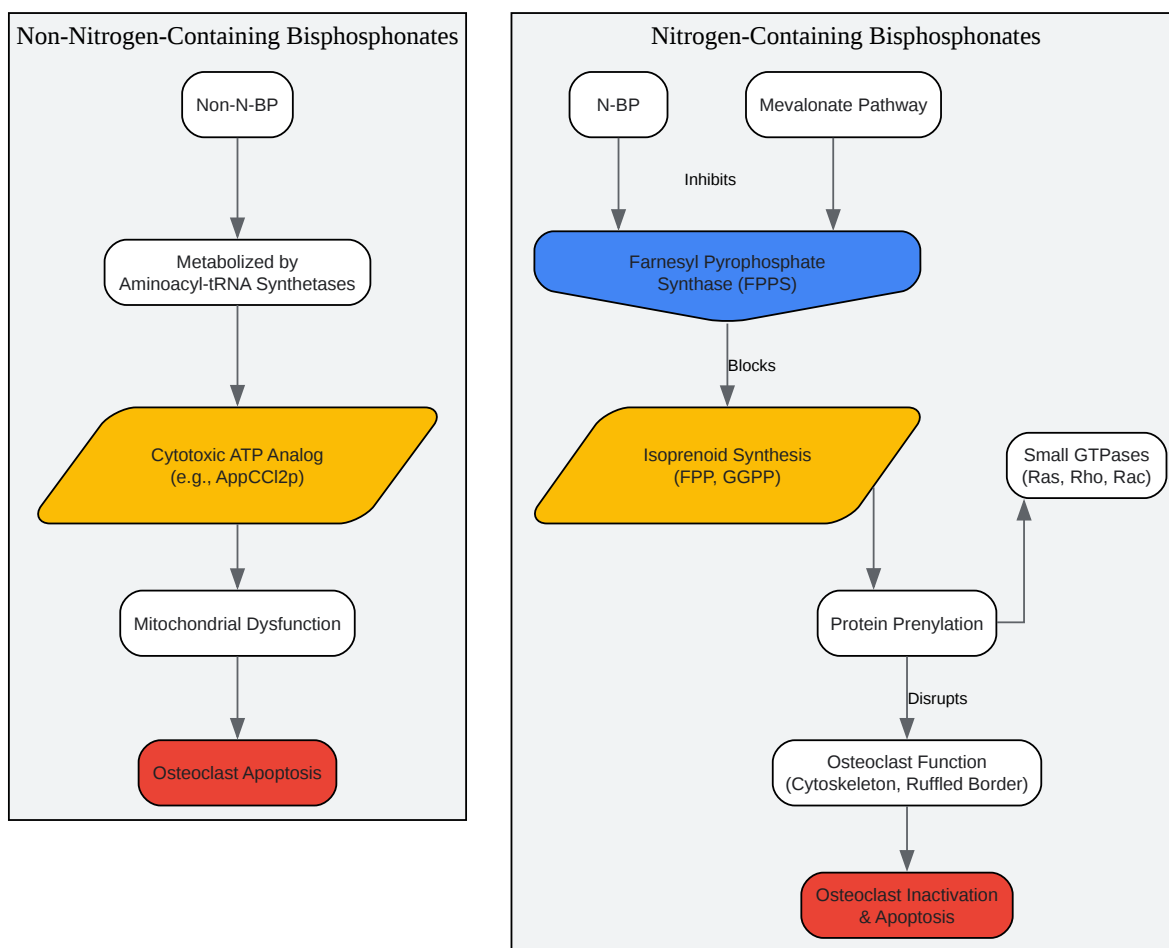 Non-Nitrogen-Containing Bisphosphonates
Non-N-BP
Metabolized by
Aminoacyl-tRNA Synthetases
Cytotoxic ATP Analog
(e.g., AppCCl2p)
Mitochondrial Dysfunction
Osteoclast Apoptosis
Nitrogen-Containing Bisphosphonates
N-BP
Mevalonate Pathway
Inhibits
Farnesyl Pyrophosphate
Synthase (FPPS)
Blocks
Isoprenoid Synthesis
(FPP, GGPP)
Small GTPases
(Ras, Rho, Rac)
Protein Prenylation
Disrupts
Osteoclast Function
(Cytoskeleton, Ruffled Border)
Osteoclast Inactivation
& Apoptosis